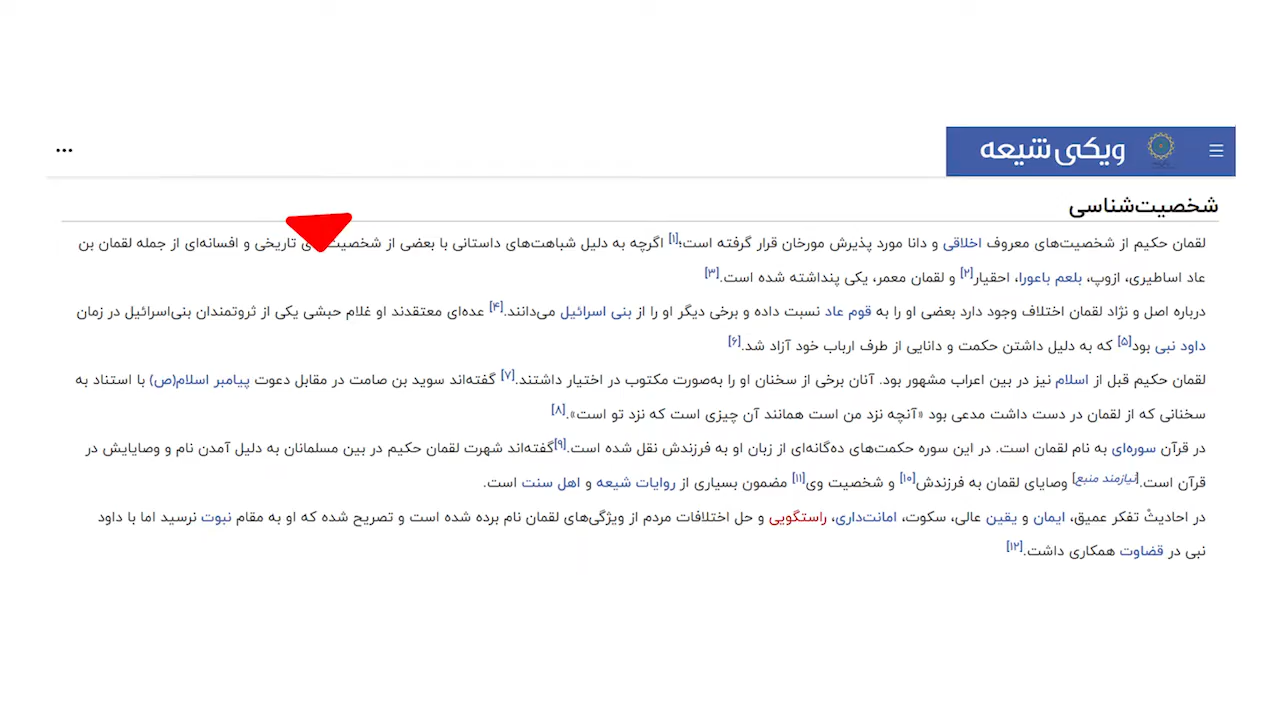 ویکی شیعه
شخصیت‌شناسی
لقمان حکیم از شخصیت‌های معروف اخلاقی و دانا مورد پذیرش مورخان قرار گرفته است؛[۱] اگرچه به دلیل شباهت‌های داستانی با بعضی از تاریخی و افسانه‌ای از جمله لقمان بن
عاد اساطیری، ازوپ، بلعم باعورا، احقیار[۲] و لقمان معمر، یکی پنداشته شده است.[۳]
درباره اصل و نژاد لقمان اختلاف وجود دارد بعضی او را به قوم عاد نسبت داده و برخی دیگر او را از بنی اسرائیل می‌دانند.[۴] عده‌ای معتقدند او غلام حبشی یکی از ثروتمندان بنی‌اسرائیل در زمان
داود نبی بود[۵] که به دلیل داشتن حکمت و دانایی از طرف ارباب خود آزاد شد.[۶]
لقمان حکیم قبل از اسلام نیز در بین اعراب مشهور بود. آنان برخی از سخنان او را به‌صورت مکتوب در اختیار داشتند.[۷] گفته‌اند سوید بن صامت در مقابل دعوت پیامبر اسلام(ص) با استناد به
سخنانی که از لقمان در دست داشت مدعی بود «آنچه نزد من است همانند آن چیزی است که نزد تو است».[۸]
در قرآن سوره‌ای به نام لقمان است. در این سوره حکمت‌های ده‌گانه‌ای از زبان او به فرزندش نقل شده است.[۹]گفته‌اند شهرت لقمان حکیم در بین مسلمانان به دلیل آمدن نام و وصایایش در
قرآن است.[نیازمند منبع] وصایای لقمان به فرزندش[۱۰] و شخصیت وی[۱۱] مضمون بسیاری از روایات شیعه و اهل سنت است.
در احادیثْ تفکر عمیق، ایمان و یقین عالی، سکوت، امانت‌داری، راستگویی و حل اختلافات مردم از ویژگی‌های لقمان نام برده شده است و تصریح شده که او به مقام نبوت نرسید اما با داود
نبی در قضاوت همکاری داشت.[۱۲]